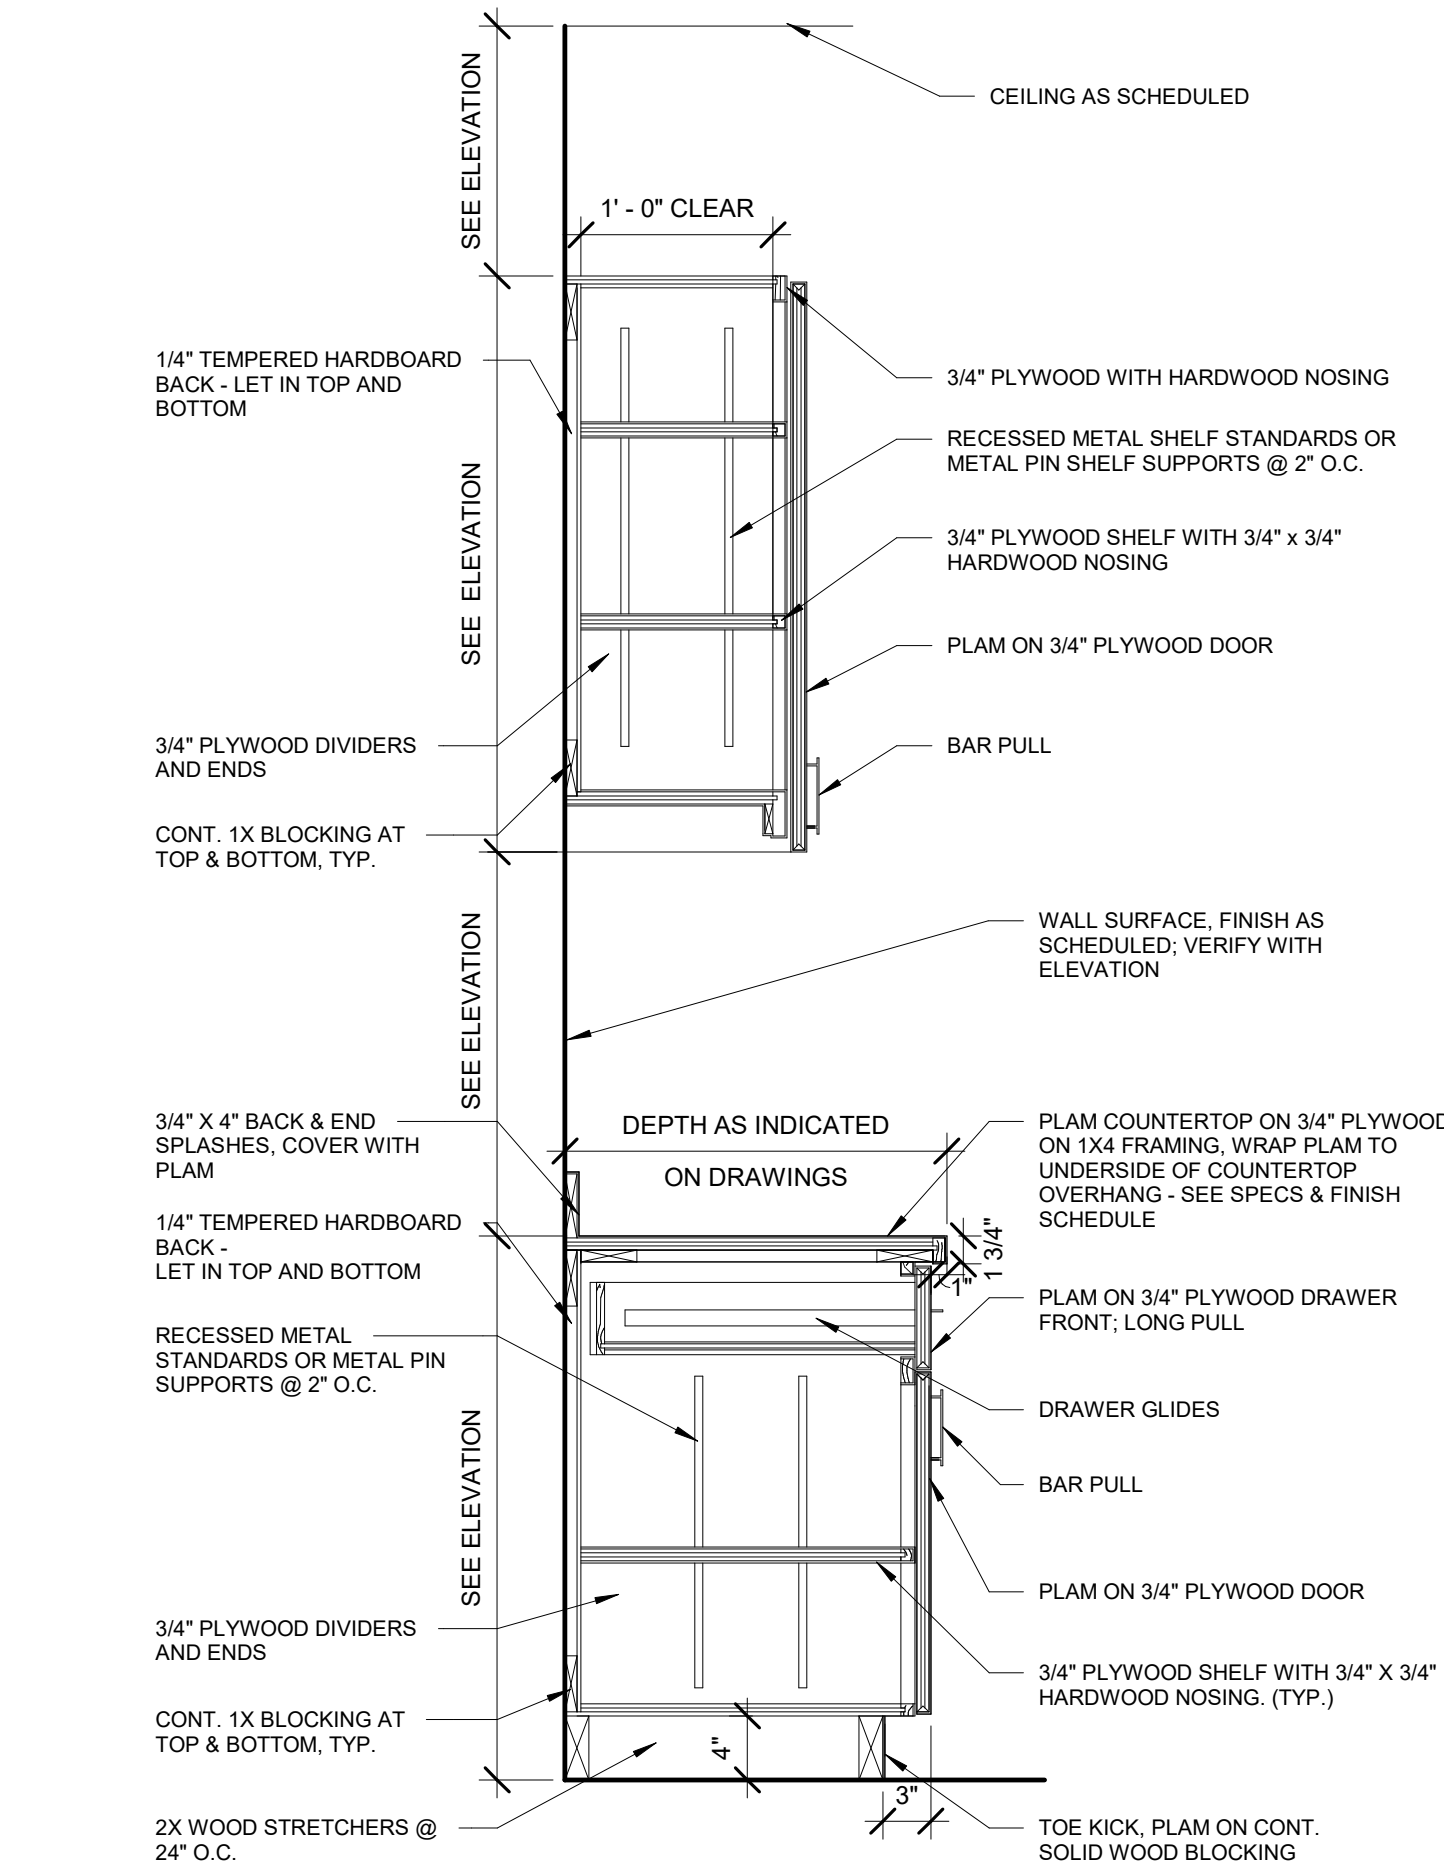 CEILING AS SCHEDULED
SEE ELEVATION
1' - 0" CLEAR
1/4" TEMPERED HARDBOARD
BACK - LET IN TOP AND
BOTTOM
3/4" PLYWOOD WITH HARDWOOD NOSING
RECESSED METAL SHELF STANDARDS OR
METAL PIN SHELF SUPPORTS @ 2" O.C.
SEE ELEVATION
3/4" PLYWOOD SHELF WITH 3/4" x 3/4"
HARDWOOD NOSING
PLAM ON 3/4" PLYWOOD DOOR
3/4" PLYWOOD DIVIDERS
AND ENDS
BAR PULL
CONT. 1X BLOCKING AT
TOP & BOTTOM, TYP.
WALL SURFACE, FINISH AS
SCHEDULED; VERIFY WITH
ELEVATION
SEE ELEVATION
3/4" X 4" BACK & END
SPLASHES, COVER WITH
PLAM
DEPTH AS INDICATED
ON DRAWINGS
PLAM COUNTERTOP ON 3/4" PLYWOOD
ON 1X4 FRAMING, WRAP PLAM TO
UNDERSIDE OF COUNTERTOP
OVERHANG - SEE SPECS & FINISH
SCHEDULE
1/4" TEMPERED HARDBOARD
BACK -
LET IN TOP AND BOTTOM
1 3/4"
1"
PLAM ON 3/4" PLYWOOD DRAWER
FRONT; LONG PULL
RECESSED METAL
STANDARDS OR METAL PIN
SUPPORTS @ 2" O.C.
DRAWER GLIDES
SEE ELEVATION
BAR PULL
PLAM ON 3/4" PLYWOOD DOOR
3/4" PLYWOOD DIVIDERS
AND ENDS
3/4" PLYWOOD SHELF WITH 3/4" X 3/4"
HARDWOOD NOSING. (TYP.)
CONT. 1X BLOCKING AT
TOP & BOTTOM, TYP.
4"
3"
2X WOOD STRETCHERS @
24" O.C.
TOE KICK, PLAM ON CONT.
SOLID WOOD BLOCKING